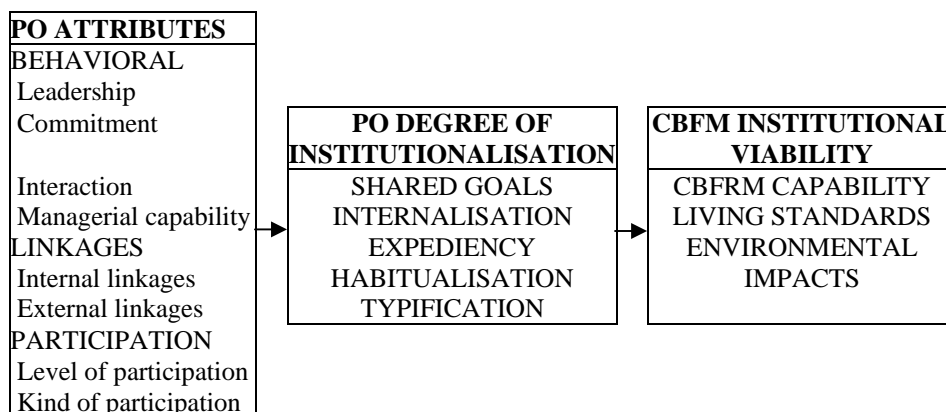 PO ATTRIBUTES
BEHAVIORAL
Leadership
Commitment
Interaction
Managerial capability
LINKAGES
Internal linkages
External linkages
PARTICIPATION
Level of participation
Kind of participation
PO DEGREE OF
INSTITUTIONALISATION
SHARED GOALS
INTERNALISATION
EXPEDIENCY
HABITUALISATION
TYPIFICATION
CBFM INSTITUTIONAL
VIABILITY
CBFRM CAPABILITY
LIVING STANDARDS
ENVIRONMENTAL
IMPACTS